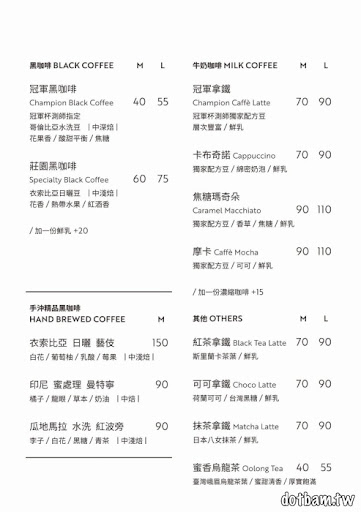 黑咖啡 BLACK COFFEE M L
冠軍黑咖啡
Champion Black Coffee 40 55
冠軍杯測師指定
哥倫比亞水洗豆 | 中深焙 |
花果香 / 酸甜平衡 / 焦糖
莊園黑咖啡
Specialty Black Coffee 60 75
衣索比亞日曬豆 | 中淺焙 |
花香 / 熱帶水果 / 紅酒香
/ 加一份鮮乳 +20
手沖精品黑咖啡
HAND BREWED COFFEE M
衣索比亞 日曬 藝伎 150
白花 / 葡萄柚 / 乳酸 / 莓果 | 中淺焙 |
印尼 蜜處理 曼特寧 90
橘子 / 龍眼 / 草本 / 奶油 | 中焙 |
瓜地馬拉 水洗 紅波旁 90
李子 / 白花 / 黑糖 / 青茶 | 中淺焙 |
牛奶咖啡 MILK COFFEE M L
冠軍拿鐵
Champion Caffè Latte 70 90
冠軍杯測師獨家配方豆
層次豐富 / 鮮乳
卡布奇諾 Cappuccino 70 90
獨家配方豆 / 綿密奶泡 / 鮮乳
焦糖瑪奇朵
Caramel Macchiato 90 110
獨家配方豆 / 香草 / 焦糖 / 鮮乳
摩卡 Caffè Mocha 90 110
獨家配方豆 / 可可 / 鮮乳
/ 加一份濃縮咖啡 +15
其他 OTHERS M L
紅茶拿鐵 Black Tea Latte 70 90
斯里蘭卡茶葉 / 鮮乳
可可拿鐵 Choco Latte 70 90
荷蘭可可 / 台灣黑糖 / 鮮乳
抹茶拿鐵 Matcha Latte 70 90
日本八女抹茶 / 鮮乳
蜜香烏龍茶 Oolong Tea 40 55
臺灣峨眉烏龍茶葉 / 蜜甜清香 / 厚實飽滿
dotbam.tw